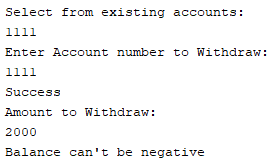 Select from existing accounts:
1111
Enter Account number to Withdraw:
1111
Success
Amount to Withdraw:
2000
Balance can't be negative